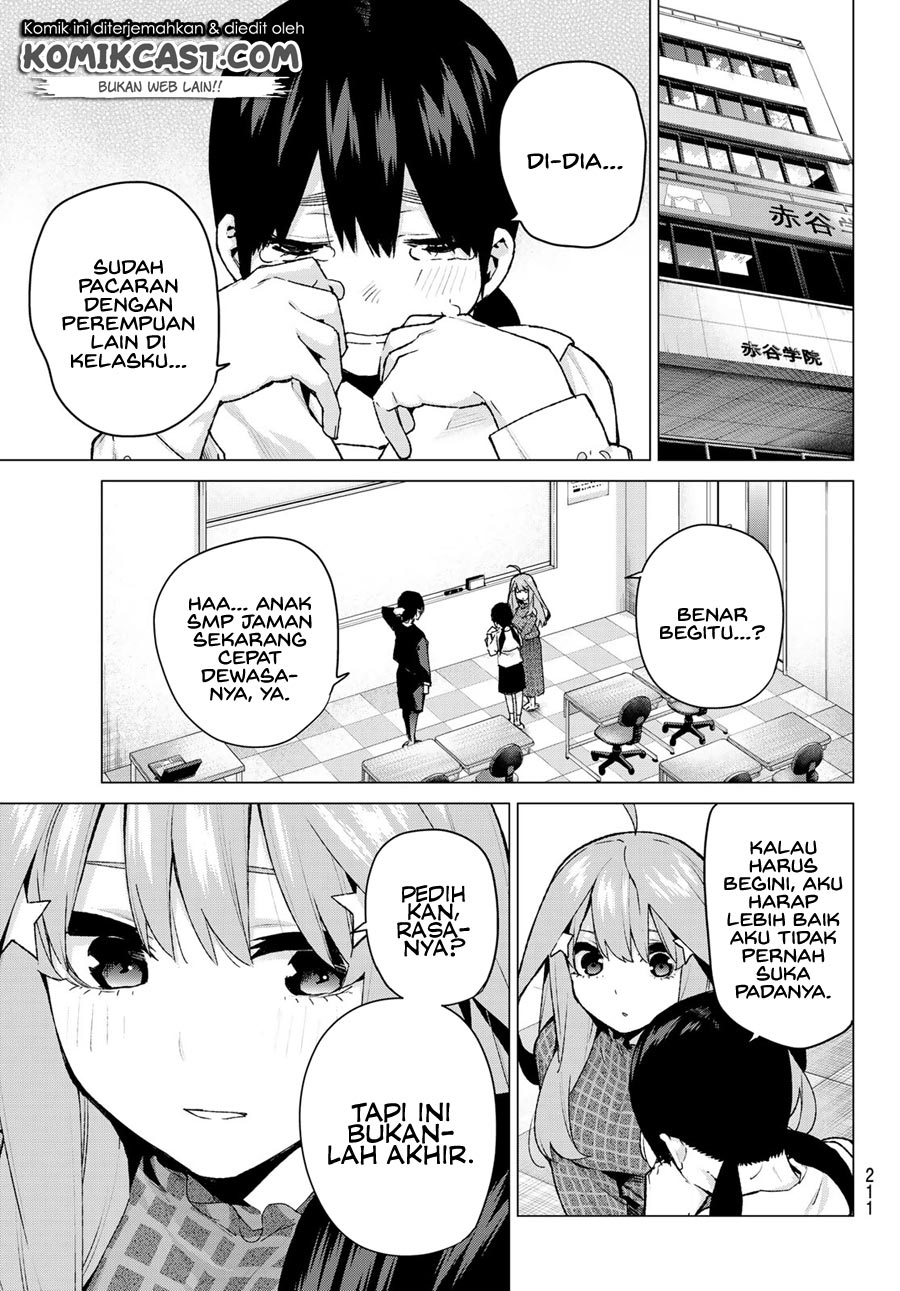 Komik ini diterjemahkan & diedit oleh
KOMIKCAST.COM
BUKAN WEB LAIN!!
赤谷学
赤谷学院
DI-DIA...
SUDAH
PACARAN
DENGAN
PEREMPUAN
LAIN DI
KELASKU...
BENAR
BEGITU...?
HAA... ANAK
SMP JAMAN
SEKARANG
CEPAT
DEWASA-
NYA, YA.
KALAU
HARUS
BEGINI, AKU
HARAP
LEBIH BAIK
AKU TIDAK
PERNAH
SUKA
PADANYA.
PEDIH
KAN,
RASA-
NYA?
TAPI INI
BUKAN-
LAH AKHIR.
211